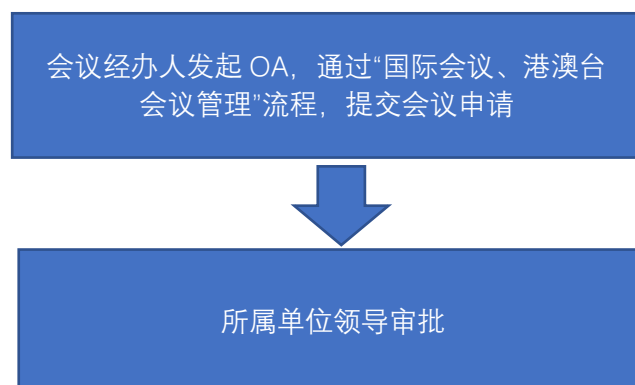 会议经办人发起 OA，通过“国际会议、港澳台
会议管理”流程，提交会议申请
所属单位领导审批